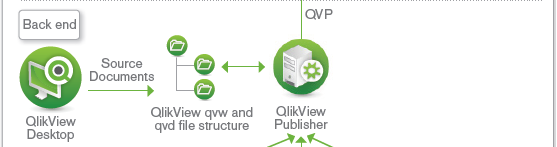 QVP
Back end
Source
Documents
QlikView
Desktop
QlikView qvw and
qvd file structure
QlikView
Publisher